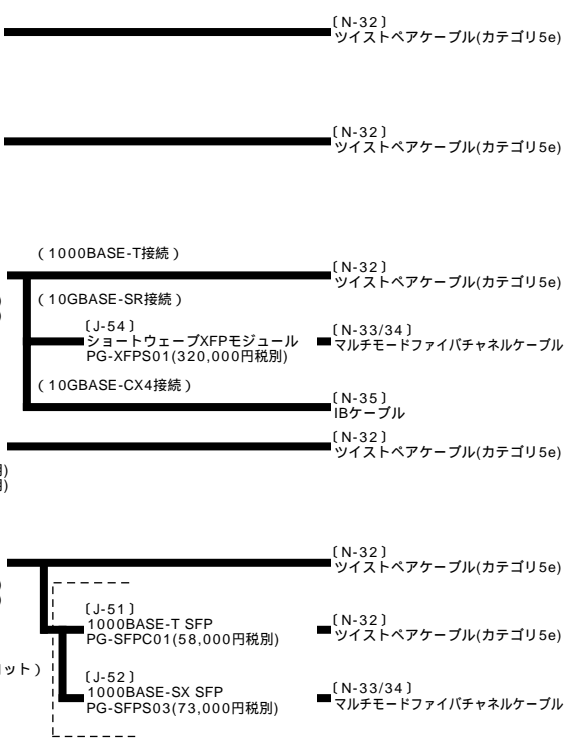 〔N-32〕
ツイストペアケーブル(カテゴリ5e)
〔N-32〕
ツイストペアケーブル(カテゴリ5e)
(1000BASE-T接続)
〔N-32〕
ツイストペアケーブル(カテゴリ5e)
(10GBASE-SR接続)
〔J-54〕
ショートウェーブXFPモジュール
PG-XFPS01(320,000円税別)
〔N-33/34〕
マルチモードファイバチャネルケーブル
(10GBASE-CX4接続)
〔N-35〕
IBケーブル
〔N-32〕
ツイストペアケーブル(カテゴリ5e)
〔N-32〕
ツイストペアケーブル(カテゴリ5e)
〔J-51〕
1000BASE-T SFP
PG-SFPC01(58,000円税別)
〔N-32〕
ツイストペアケーブル(カテゴリ5e)
ット)
〔J-52〕
1000BASE-SX SFP
PG-SFPS03(73,000円税別)
〔N-33/34〕
マルチモードファイバチャネルケーブル